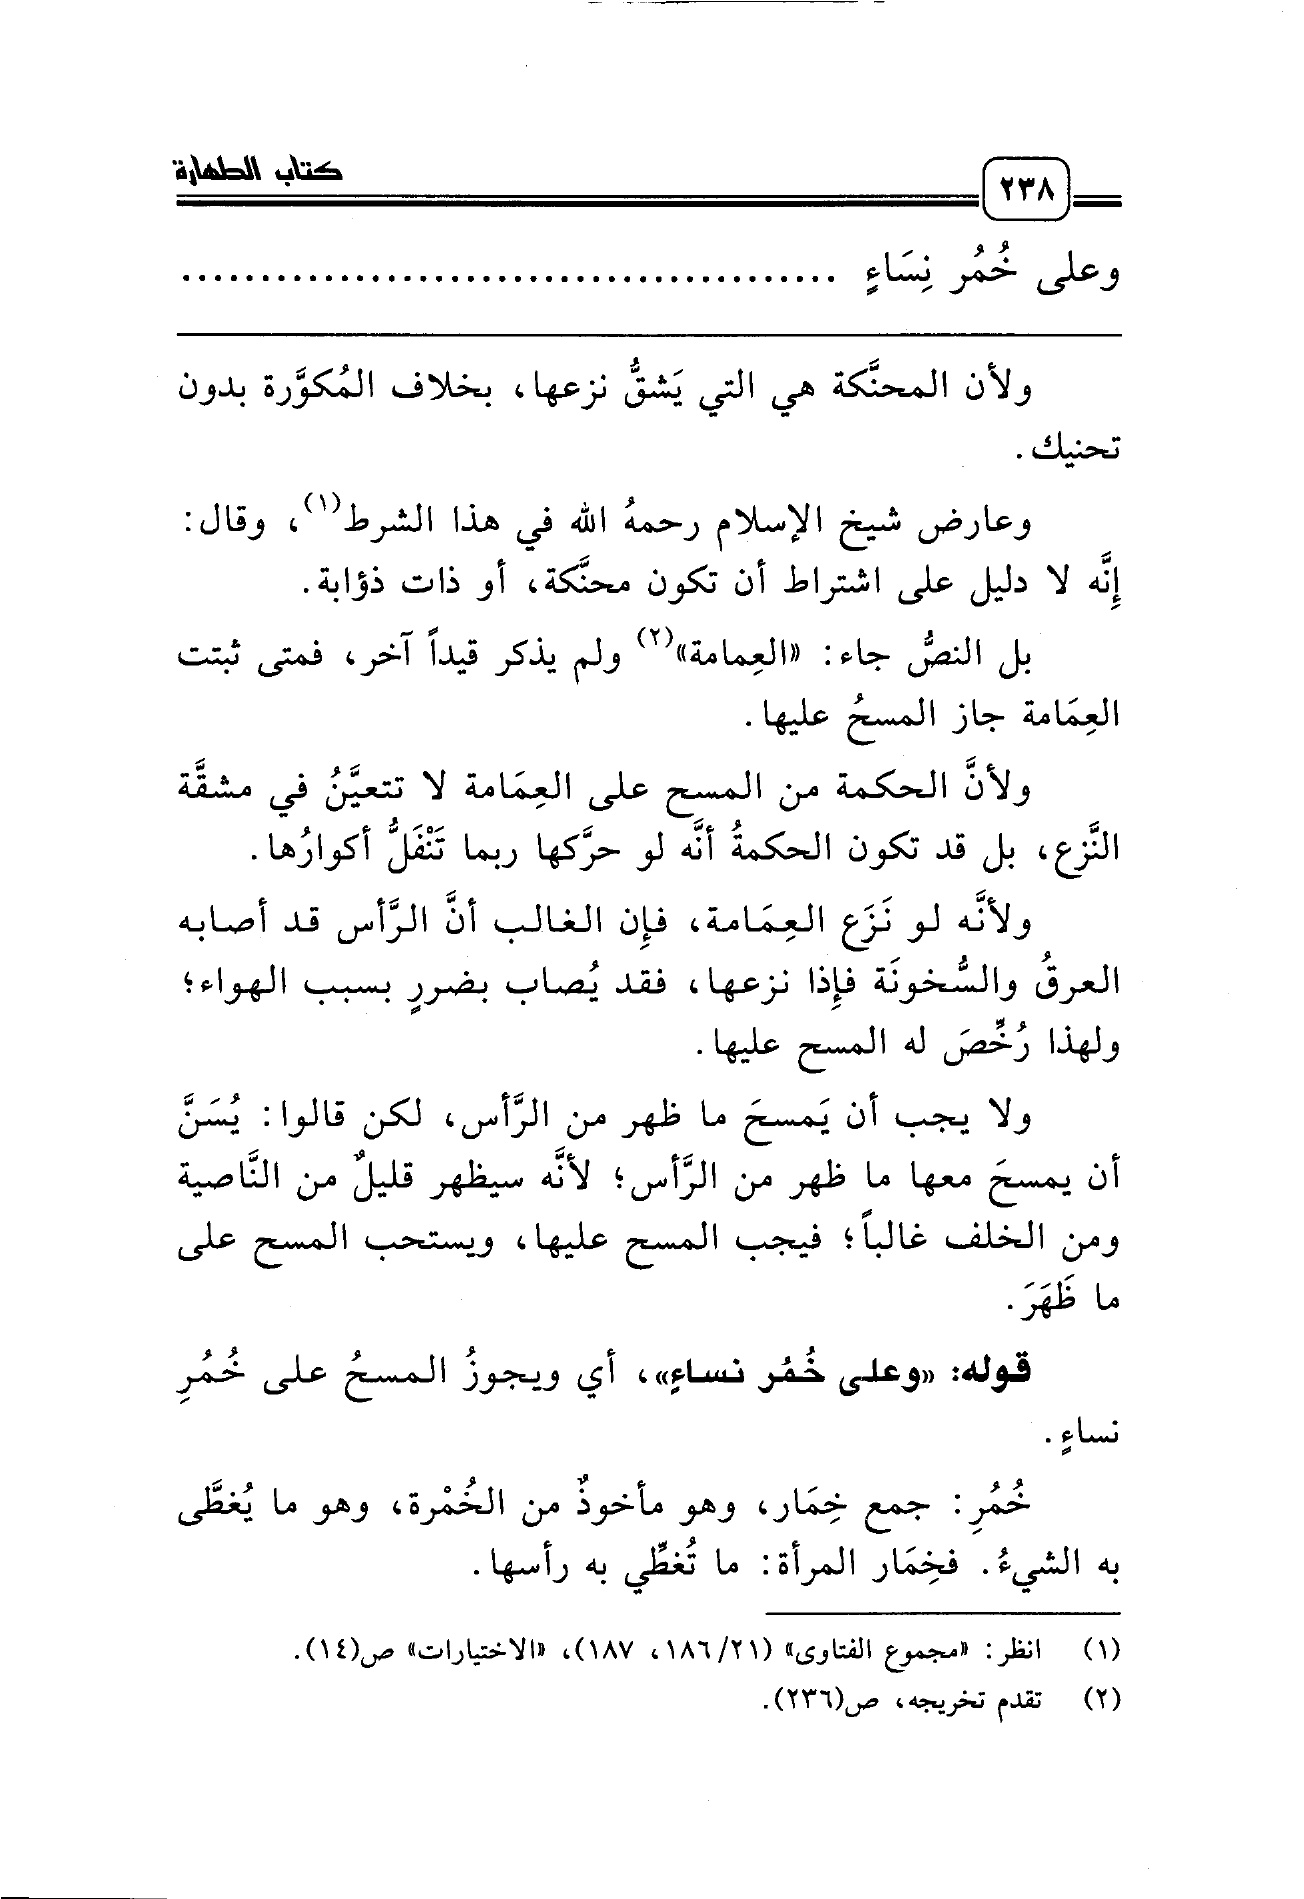 ٢٣٨
كتاب الطهارة
وعلى خُمُر نِسَاءٍ ..........................................
ولأن المحنَّكة هي التي يَشقُّ نزعها، بخلاف المُكوَّرة بدون
تحنيك.
وعارض شيخ الإسلام رحمهُ الله في هذا الشرط(١)، وقال:
إِنَّه لا دليل على اشتراط أن تكون محنَّكة، أو ذات ذؤابة.
بل النصُّ جاء: «العِمامة»(٢) ولم يذكر قيداً آخر، فمتى ثبتت
العِمَامة جاز المسحُ عليها.
ولأنَّ الحكمة من المسح على العِمَامة لا تتعيَّنُ في مشقَّة
النَّزع، بل قد تكون الحكمةُ أنَّه لو حرَّكها ربما تَنْفَلُّ أكوارُها.
ولأنَّه لو نَزَع العِمَامة، فإِن الغالب أنَّ الرَّأس قد أصابه
العرقُ والسُّخونَة فإِذا نزعها، فقد يُصاب بضررٍ بسبب الهواء؛
ولهذا رُخِّصَ له المسح عليها.
ولا يجب أن يَمسحَ ما ظهر من الرَّأس، لكن قالوا: يُسَنَّ
أن يمسحَ معها ما ظهر من الرَّأس؛ لأنَّه سيظهر قليلٌ من النَّاصية
ومن الخلف غالباً؛ فيجب المسح عليها، ويستحب المسح على
ما ظَهَرَ.
قوله: «وعلى خُمُر نساءٍ»، أي ويجوزُ المسحُ على خُمُرِ
نساءٍ.
خُمُرِ: جمع خِمَار، وهو مأخوذٌ من الخُمْرة، وهو ما يُغطَّى
به الشيءُ. فخِمَار المرأة: ما تُغطِّي به رأسها.
(١) انظر: «مجموع الفتاوى» (١٨٦/٢١، ١٨٧)، «الاختيارات» ص(١٤).
(٢) تقدم تخريجه، ص(٢٣٦).